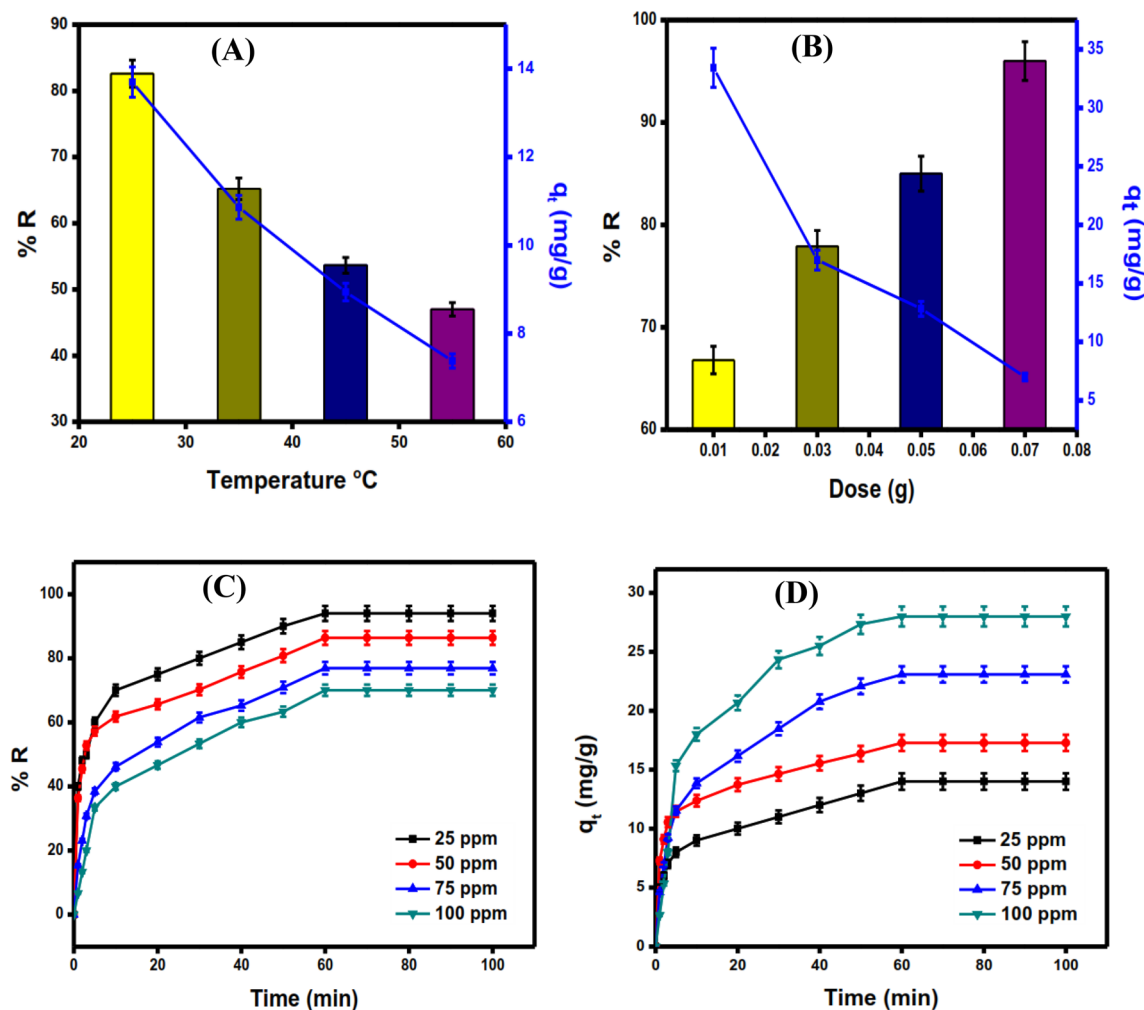 (A)
80
70
60
50
40
30
% R
14
12
10
8
6
qt (mg/g)
20 30 40 50 60
Temperature °C
(B)
100
90
80
70
60
% R
35
30
25
20
15
10
5
qt (mg/g)
0.01 0.02 0.03 0.04 0.05 0.06 0.07 0.08
Dose (g)
(C)
100
80
60
40
20
0
% R
25 ppm
50 ppm
75 ppm
100 ppm
0 20 40 60 80 100
Time (min)
(D)
30
25
20
15
10
5
0
qt (mg/g)
25 ppm
50 ppm
75 ppm
100 ppm
0 20 40 60 80 100
Time (min)